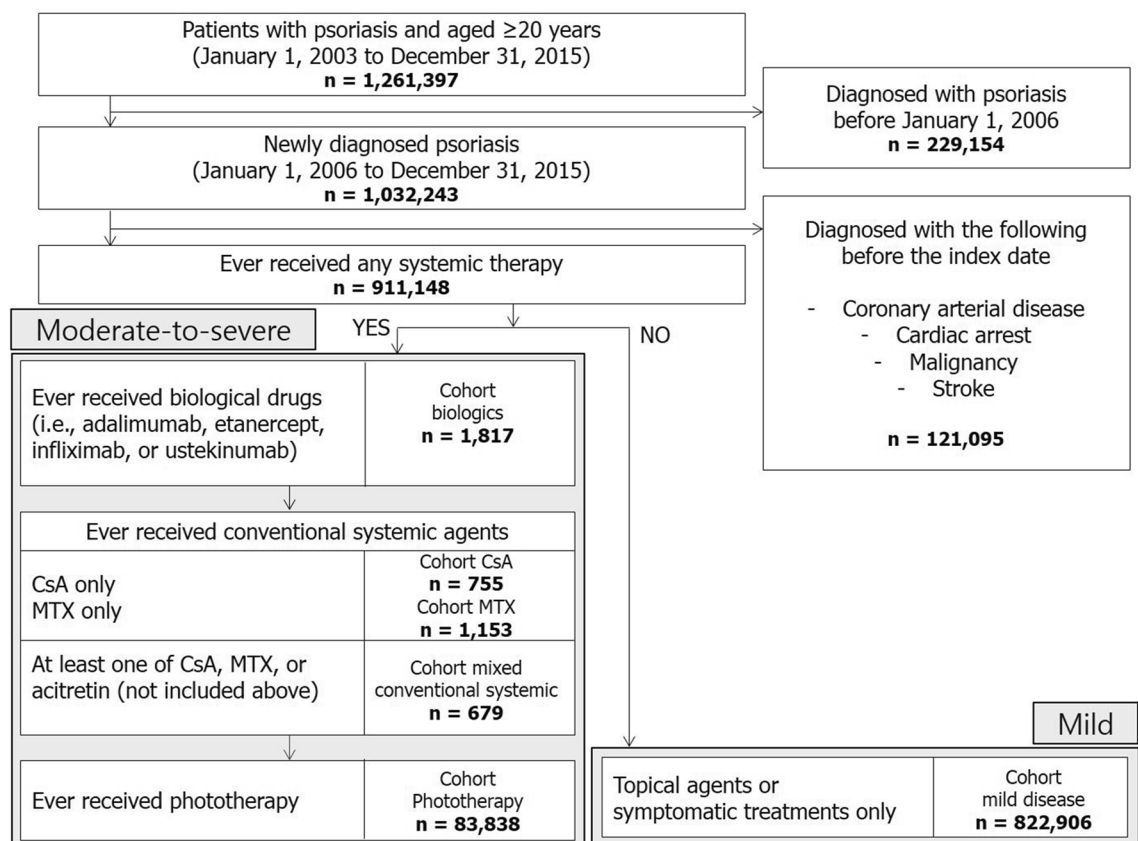 Patients with psoriasis and aged ≥20 years
(January 1, 2003 to December 31, 2015)
n = 1,261,397
Diagnosed with psoriasis
before January 1, 2006
n = 229,154
Newly diagnosed psoriasis
(January 1, 2006 to December 31, 2015)
n = 1,032,243
Diagnosed with the following
before the index date
- Coronary arterial disease
- Cardiac arrest
- Malignancy
- Stroke
n = 121,095
Ever received any systemic therapy
n = 911,148
YES
NO
Moderate-to-severe
Ever received biological drugs
(i.e., adalimumab, etanercept,
infliximab, or ustekinumab)
Cohort
biologics
n = 1,817
Ever received conventional systemic agents
CsA only
MTX only
Cohort CsA
n = 755
Cohort MTX
n = 1,153
At least one of CsA, MTX, or
acitretin (not included above)
Cohort mixed
conventional systemic
n = 679
Ever received phototherapy
Cohort
Phototherapy
n = 83,838
Mild
Topical agents or
symptomatic treatments only
Cohort
mild disease
n = 822,906